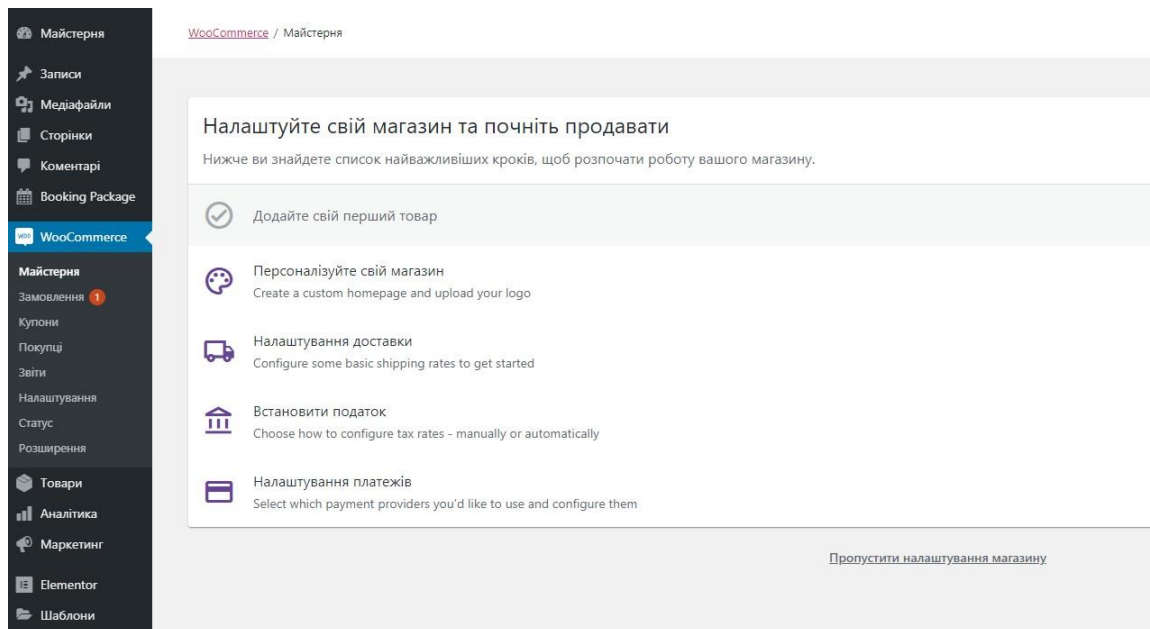 Майстерня
Записи
Медіафайли
Сторінки
Коментарі
Booking Package
WooCommerce
Майстерня
Замовлення 1
Купони
Покупці
Звіти
Налаштування
Статус
Розширення
Товари
Аналітика
Маркетинг
Elementor
Шаблони
WooCommerce / Майстерня
Налаштуйте свій магазин та почніть продавати
Нижче ви знайдете список найважливіших кроків, щоб розпочати роботу вашого магазину.
Додайте свій перший товар
Персоналізуйте свій магазин
Create a custom homepage and upload your logo
Налаштування доставки
Configure some basic shipping rates to get started
Встановити податок
Choose how to configure tax rates - manually or automatically
Налаштування платежів
Select which payment providers you'd like to use and configure them
Пропустити налаштування магазину